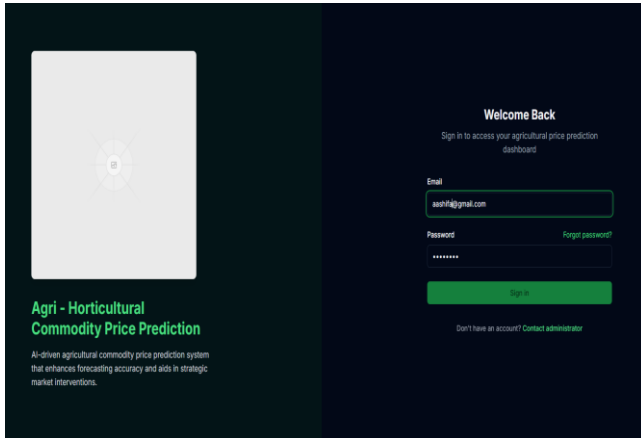 Agri - Horticultural
Commodity Price Prediction
AI-driven agricultural commodity price prediction system
that enhances forecasting accuracy and aids in strategic
market interventions.
Welcome Back
Sign in to access your agricultural price prediction
dashboard
Email
aashifa@gmail.com
Password Forgot password?
••••••••
Sign in
Don't have an account? Contact administrator